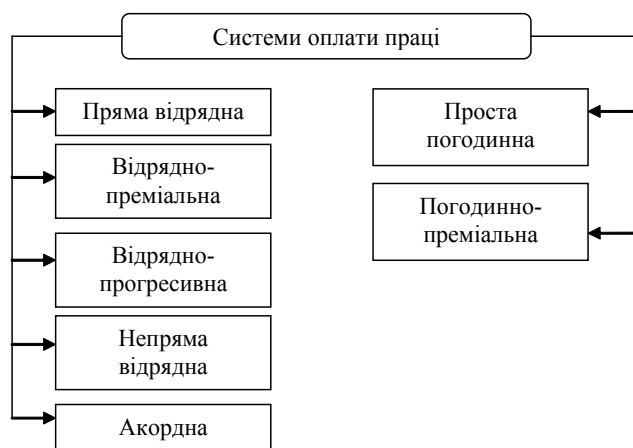 Системи оплати праці
Пряма відрядна
Відрядно-
преміальна
Відрядно-
прогресивна
Непряма
відрядна
Акордна
Проста
погодинна
Погодинно-
преміальна